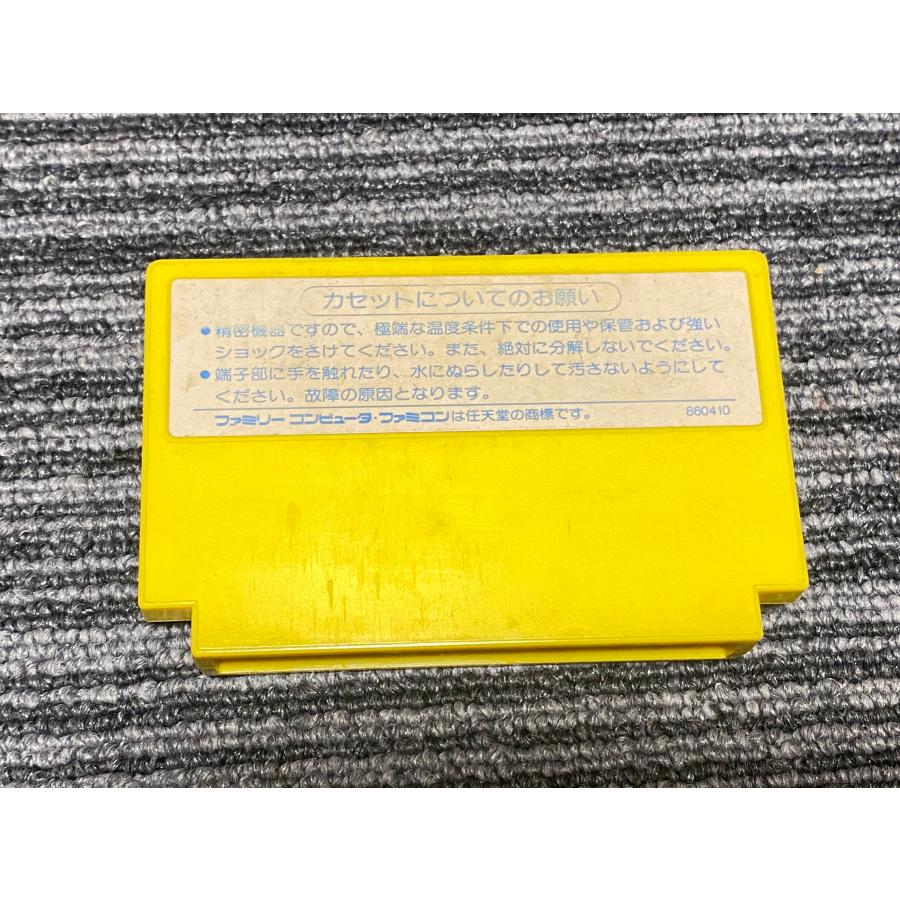 カセットについてのお願い
●精密機器ですので、極端な温度条件下での使用や保管および強い
ショックをさけてください。また、絶対に分解しないでください。
●端子部に手を触れたり、水にぬらしたりして汚さないようにして
ください。故障の原因となります。
ファミリーコンピュータ・ファミコンは任天堂の商標です。 860410